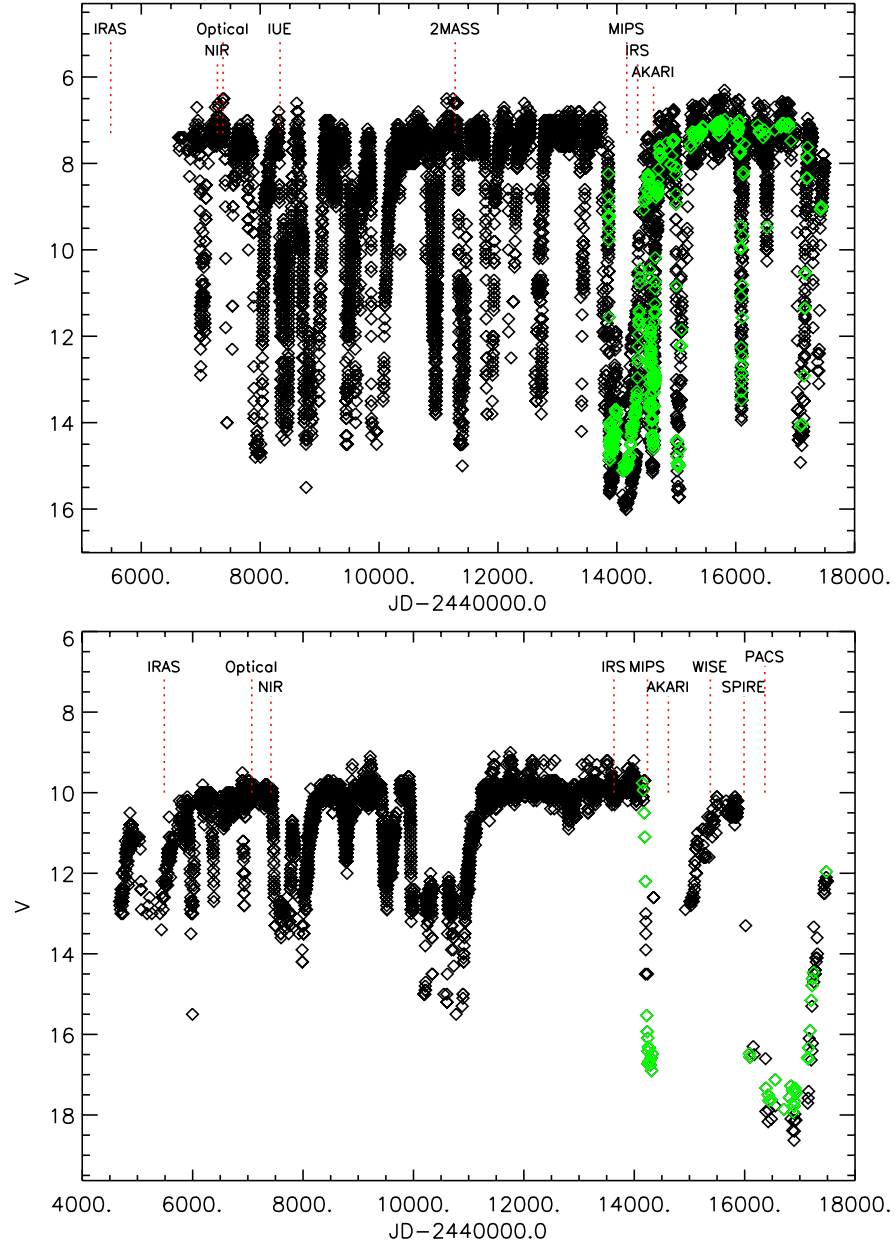 IRAS Optical IUE 2MASS MIPS
NIR IRS
AKARI
6
8
10
12
14
16
V
6000. 8000. 10000. 12000. 14000. 16000. 18000.
JD-2440000.0
6
8
10
12
14
16
18
V
PACS
IRAS Optical IRS MIPS WISE
NIR AKARI SPIRE
4000. 6000. 8000. 10000. 12000. 14000. 16000. 18000.
JD-2440000.0